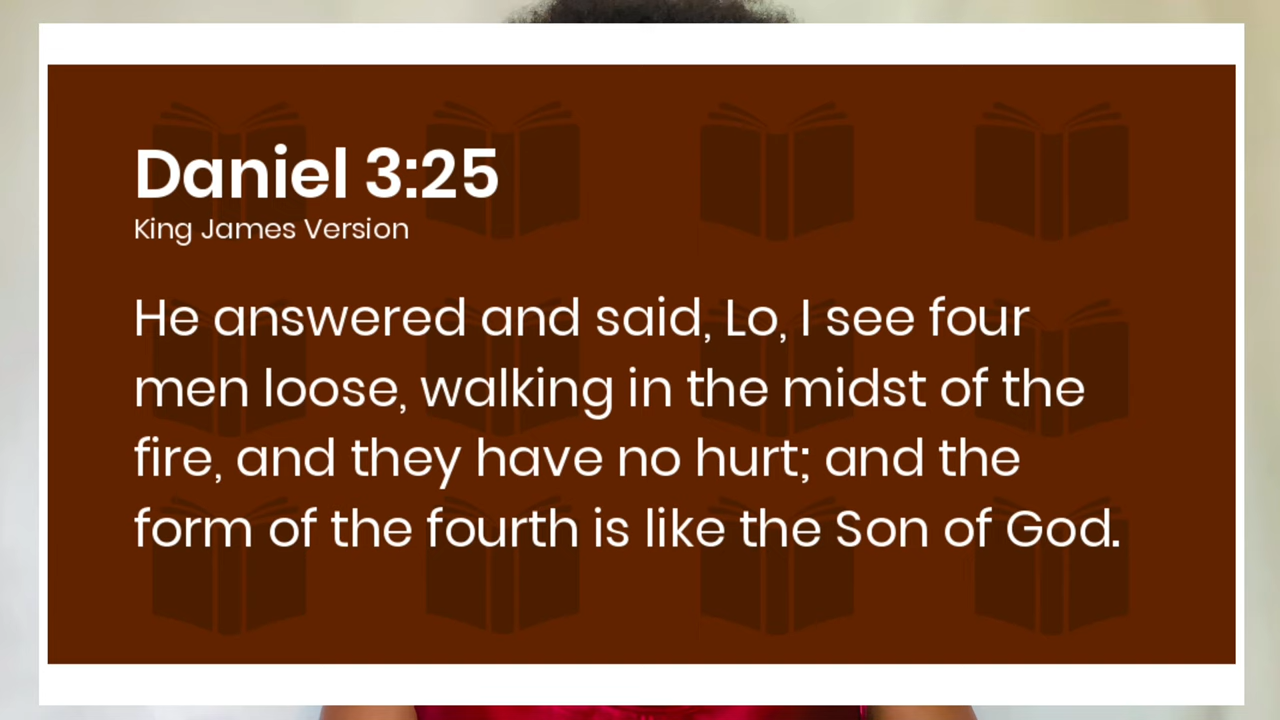 Daniel 3:25
King James Version
He answered and said, Lo, I see four
men loose, walking in the midst of the
fire, and they have no hurt; and the
form of the fourth is like the Son of God.